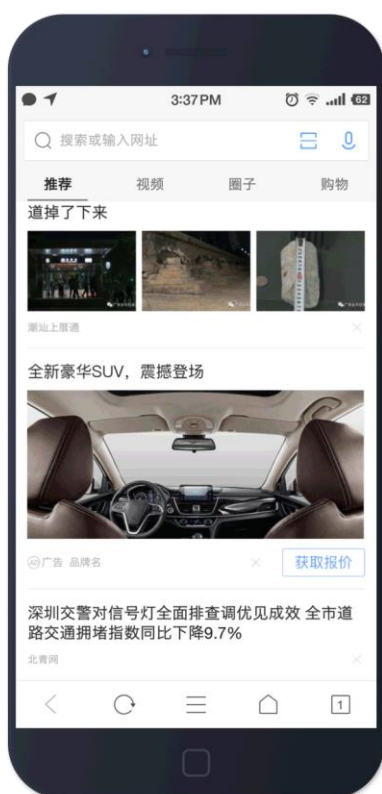 3:37 PM
62
搜索或输入网址
推荐 视频 圈子 购物
道掉了下来
潮汕上厝通
全新豪华SUV，震撼登场
AD 广告 品牌名
获取报价
深圳交警对信号灯全面排查调优见成效 全市道
路交通拥堵指数同比下降9.7%
北青网
1